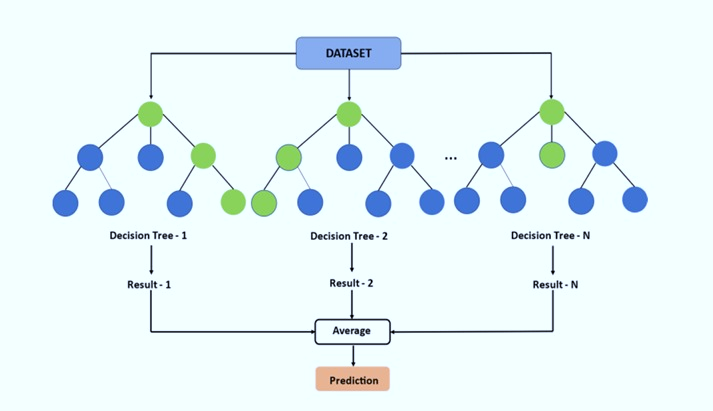 DATASET
...
Decision Tree - 1
Decision Tree - 2
Decision Tree - N
Result - 1
Result - 2
Result - N
Average
Prediction